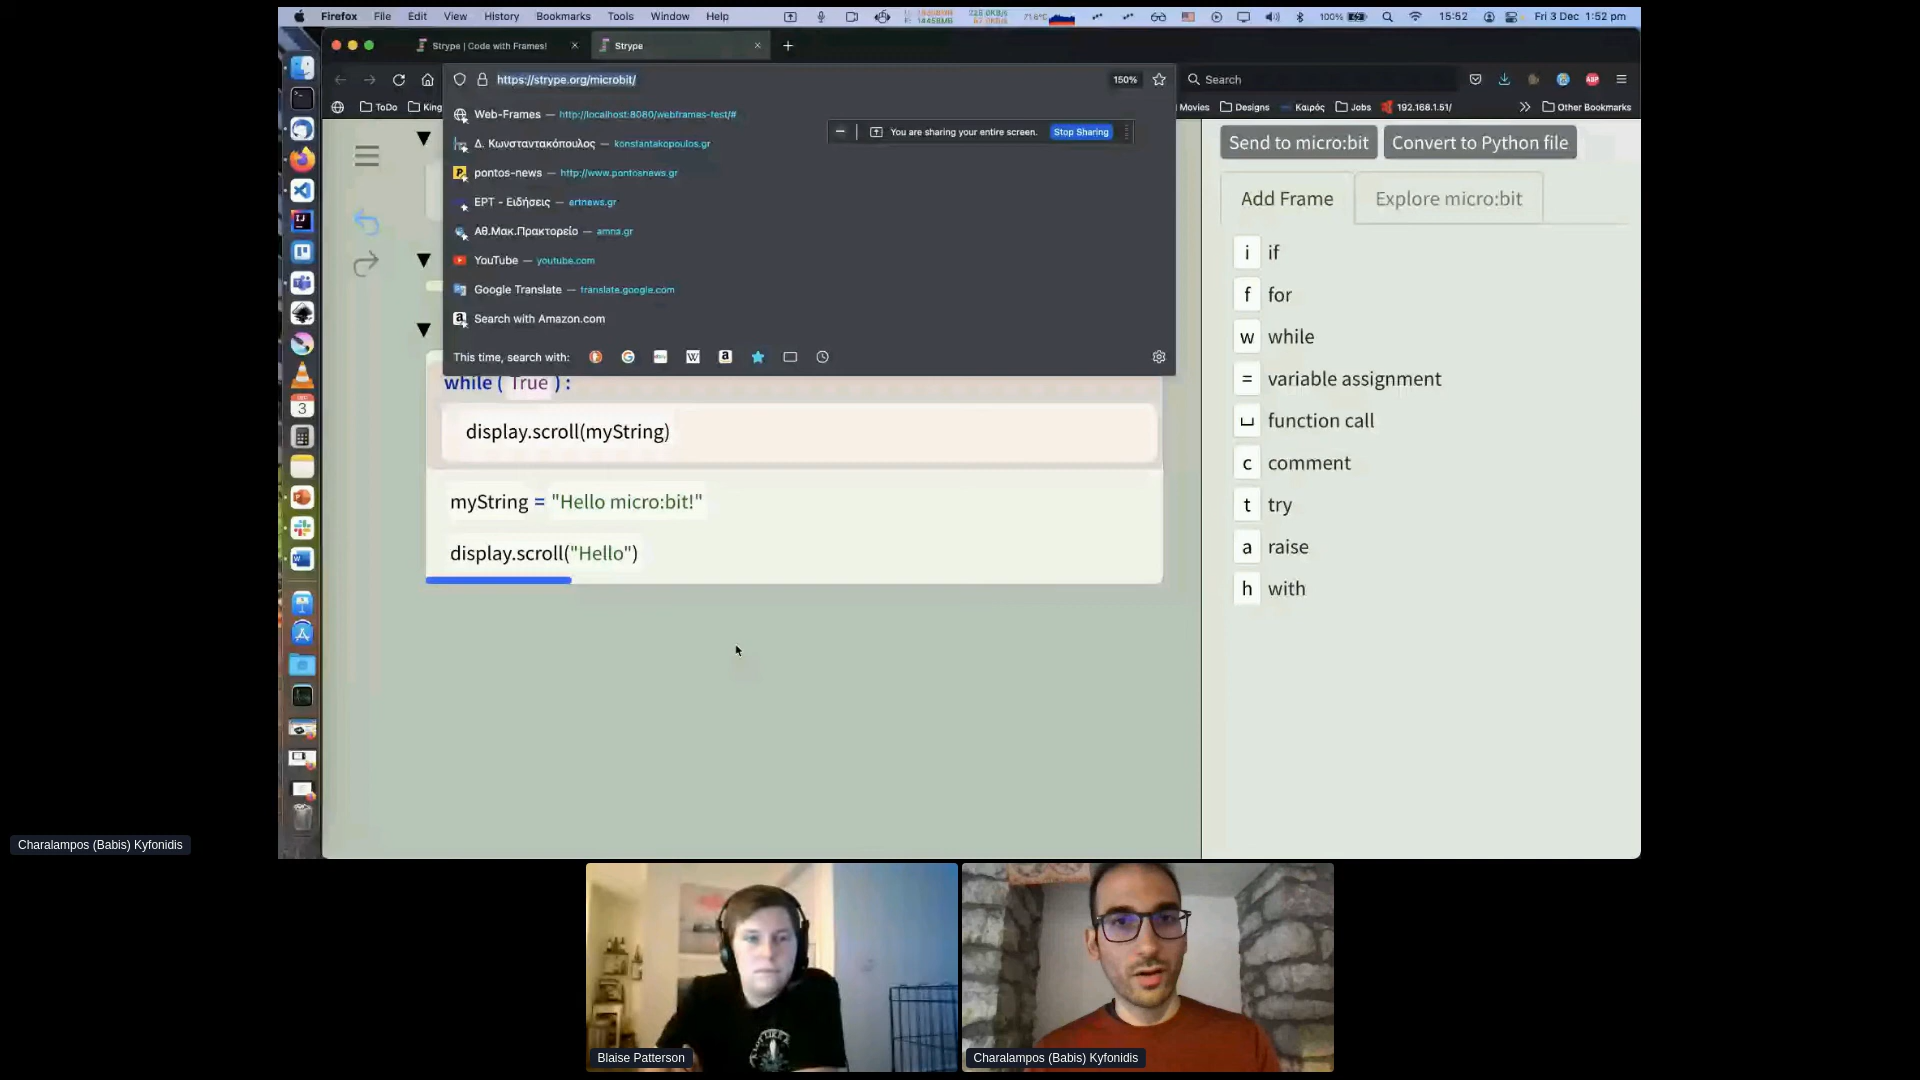 Firefox File Edit View History Bookmarks Tools Window Help 100% 15:52 Fri 3 Dec 1:52 pm
Strype | Code with Frames!
Strype
https://strype.org/microbit/
150%
Search
ToDo
King
Movies
Designs
Καιρός
Jobs
192.168.1.51/
Other Bookmarks
Web-Frames — http://localhost:8080/webframes-test/#
Δ. Κωνσταντακόπουλος — konstantakopoulos.gr
pontos-news — http://www.pontosnews.gr
ΕΡΤ - Ειδήσεις — ertnews.gr
Αθ.Μακ.Πρακτορείο — amna.gr
YouTube — youtube.com
Google Translate — translate.google.com
Search with Amazon.com
This time, search with:
You are sharing your entire screen.
Stop Sharing
while ( True ) :
display.scroll(myString)
myString = "Hello micro:bit!"
display.scroll("Hello")
Send to micro:bit
Convert to Python file
Add Frame
Explore micro:bit
i if
f for
w while
= variable assignment
function call
c comment
t try
a raise
h with
Charalampos (Babis) Kyfonidis
Blaise Patterson
Charalampos (Babis) Kyfonidis